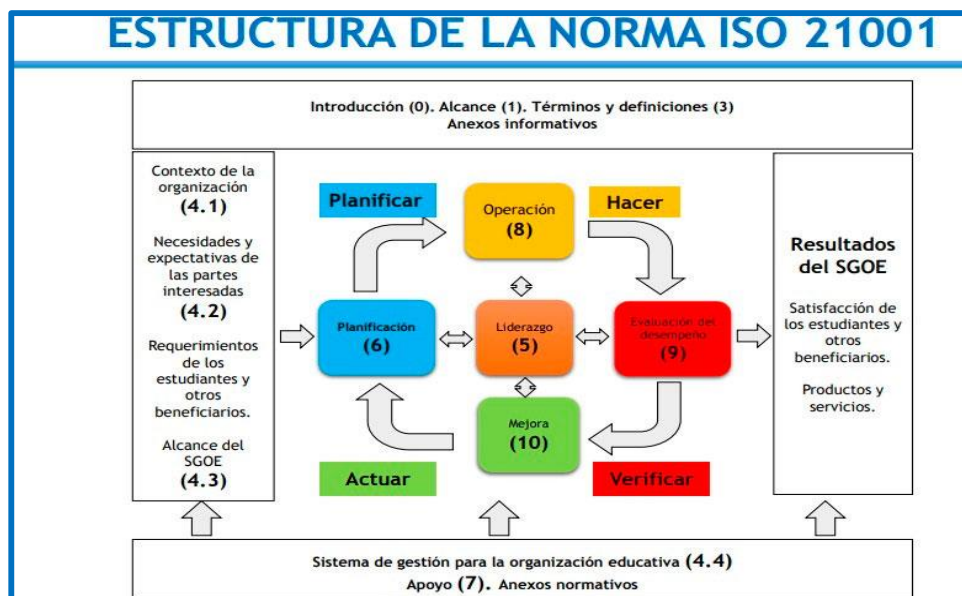 ESTRUCTURA DE LA NORMA ISO 21001
Introducción (0). Alcance (1). Términos y definiciones (3)
Anexos informativos
Contexto de la
organización
(4.1)
Necesidades y
expectativas de
las partes
interesadas
(4.2)
Requerimientos
de los
estudiantes y
otros
beneficiarios.
Alcance del
SGOE
(4.3)
Planificar
Operación
(8)
Hacer
Planificación
(6)
Liderazgo
(5)
Evaluación del
desempeño
(9)
Mejora
(10)
Actuar
Verificar
Resultados
del SGOE
Satisfacción de
los estudiantes y
otros
beneficiarios.
Productos y
servicios.
Sistema de gestión para la organización educativa (4.4)
Apoyo (7). Anexos normativos